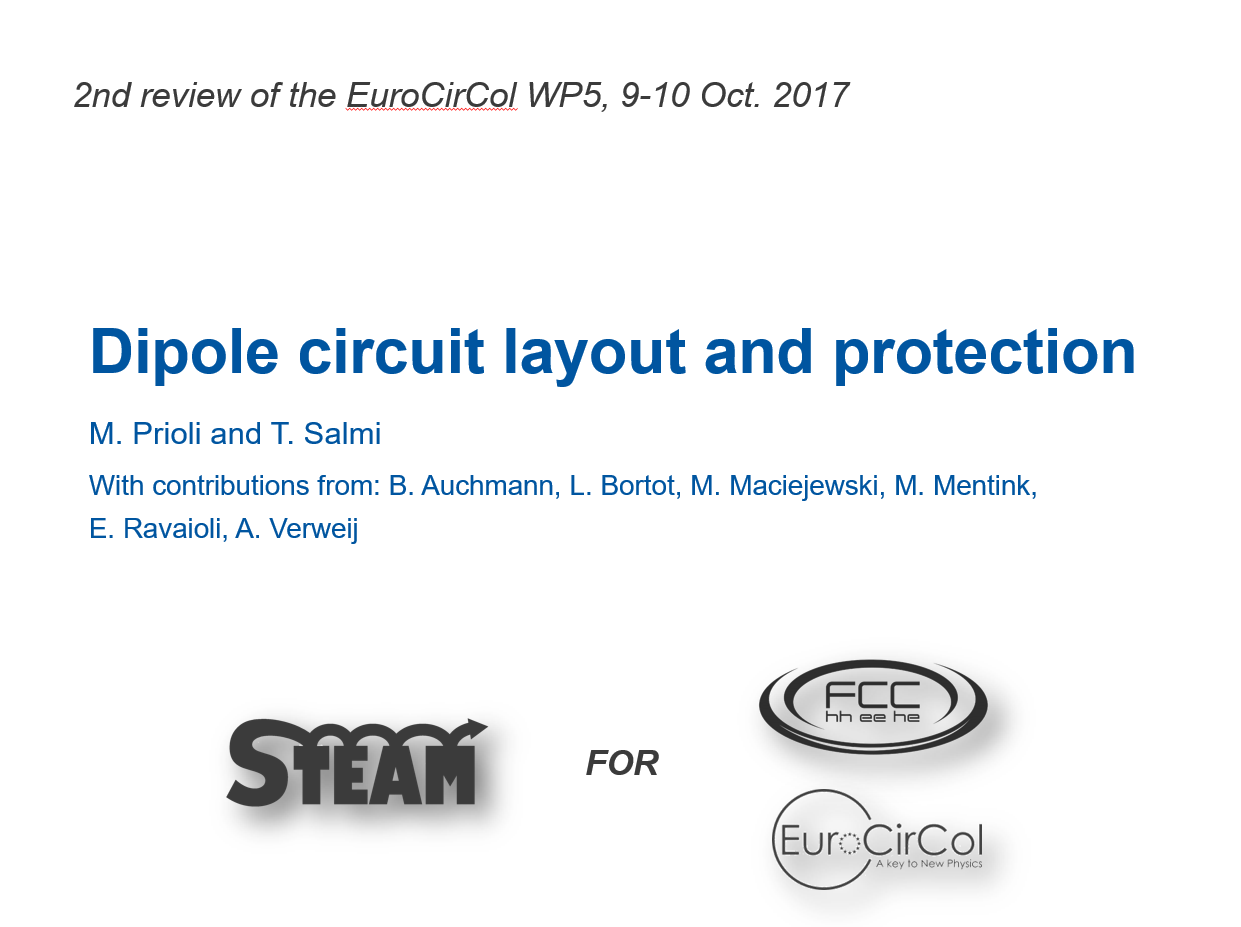 2nd review of the EuroCirCol WP5, 9-10 Oct. 2017
Dipole circuit layout and protection
M. Prioli and T. Salmi
With contributions from: B. Auchmann, L. Bortot, M. Maciejewski, M. Mentink,
E. Ravaioli, A. Verweij
STEAM
FOR
FCC
hh ee he
EuroCirCol
A key to New Physics